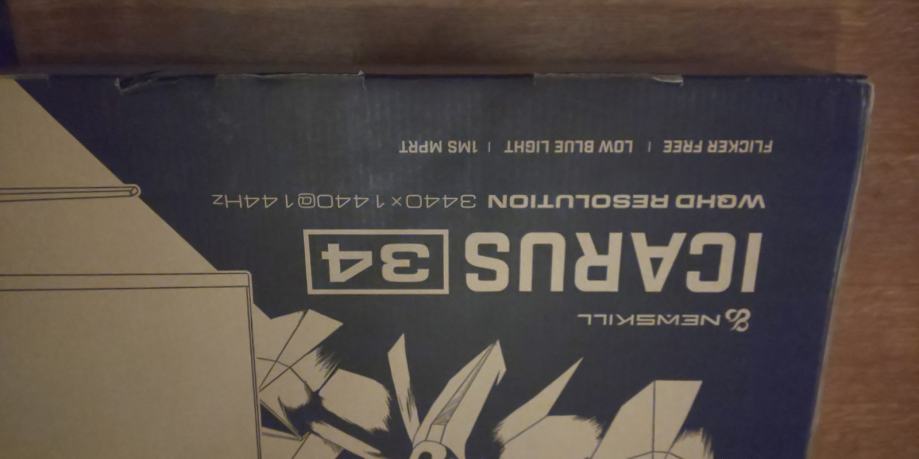 NEWSKILL
ICARUS 34
WQHD RESOLUTION 3440×1440@144Hz
FLICKER FREE | LOW BLUE LIGHT | 1MS MPRT